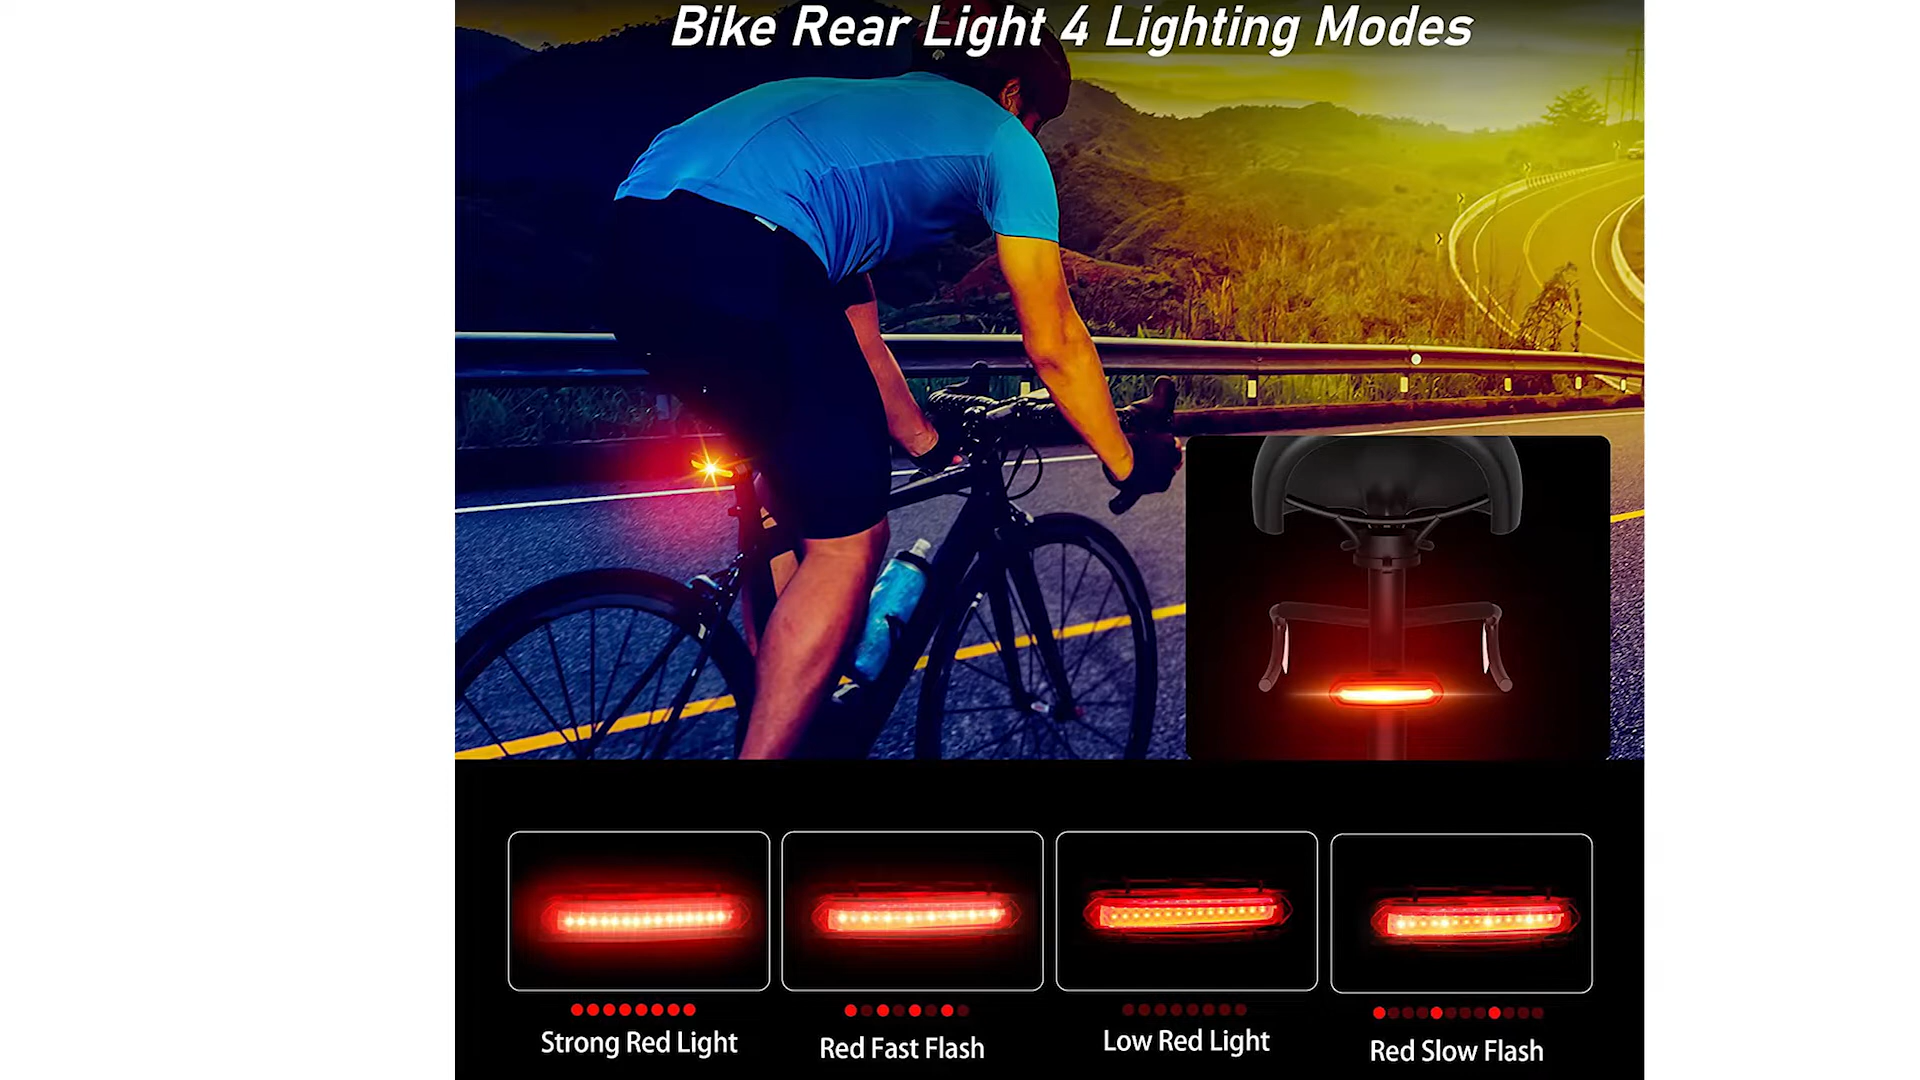 Bike Rear Light 4 Lighting Modes
Strong Red Light
Red Fast Flash
Low Red Light
Red Slow Flash